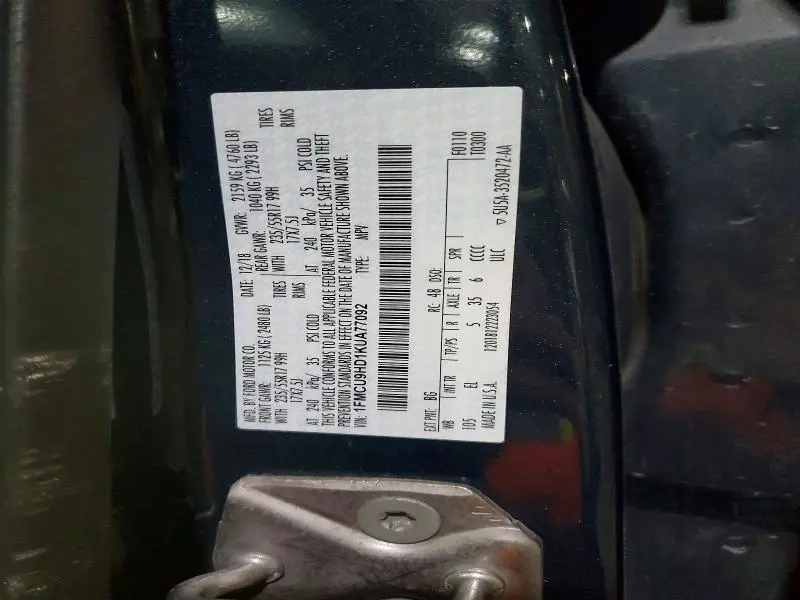 MFD. BY FORD MOTOR CO.
DATE: 12/18 GVWR: 2159 KG ( 4760 LB)
FRONT GAWR: 1125 KG ( 2480 LB) REAR GAWR: 1040 KG ( 2293 LB)
WITH 235/55R17 99H TIRES WITH 235/55R17 99H TIRES
17X7.5J RIMS 17X7.5J RIMS
AT 240 kPa/ 35 PSI COLD AT 240 kPa/ 35 PSI COLD
THIS VEHICLE CONFORMS TO ALL APPLICABLE FEDERAL MOTOR VEHICLE SAFETY AND THEFT
PREVENTION STANDARDS IN EFFECT ON THE DATE OF MANUFACTURE SHOWN ABOVE.
VIN: 1FMCU9HD1KUA77092 TYPE: MPV
EXT PNT: BG RC: 48 DSO: F0110
WB INT TR TP/PS R AXLE TR SPR T0300
105 EL 5 35 6 CCCC
MADE IN U.S.A. 1201812223054 ULC ▽ 5U5A-3520472-AA